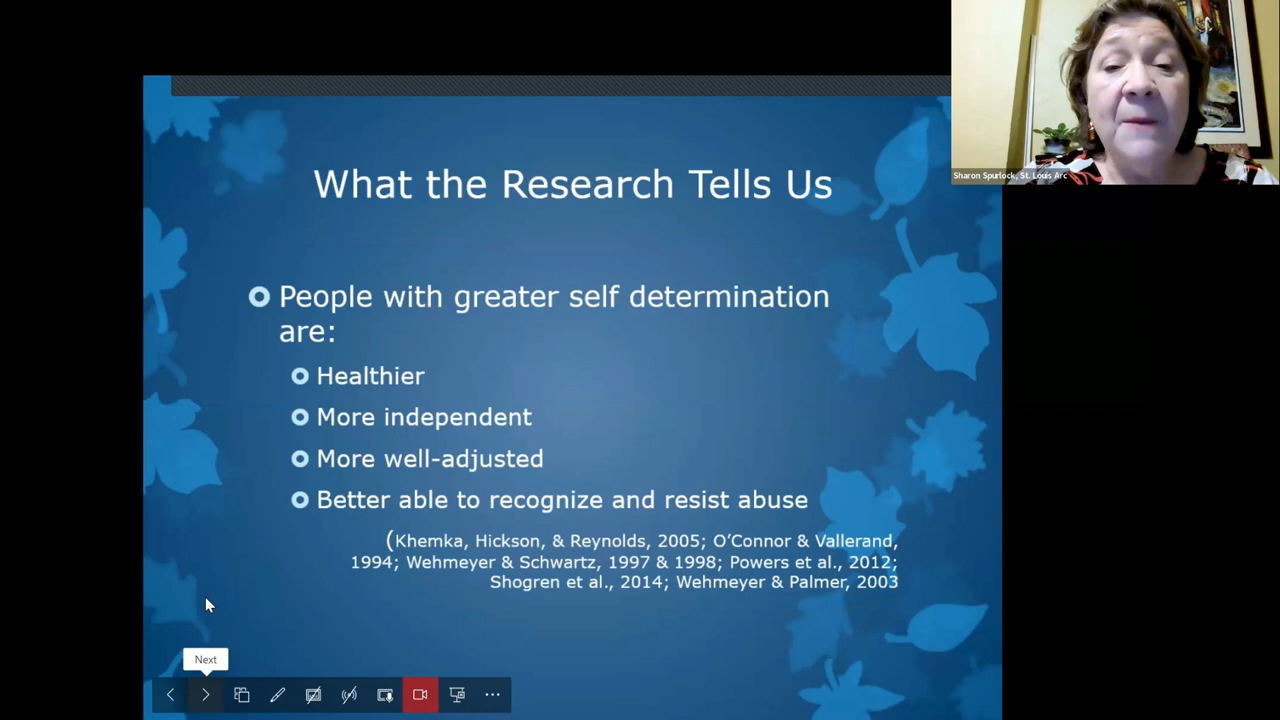 Sharon Spurlock, St. Louis Arc
What the Research Tells Us
People with greater self determination
are:
Healthier
More independent
More well-adjusted
Better able to recognize and resist abuse
(Khemka, Hickson, & Reynolds, 2005; O’Connor & Vallerand,
1994; Wehmeyer & Schwartz, 1997 & 1998; Powers et al., 2012;
Shogren et al., 2014; Wehmeyer & Palmer, 2003
Next